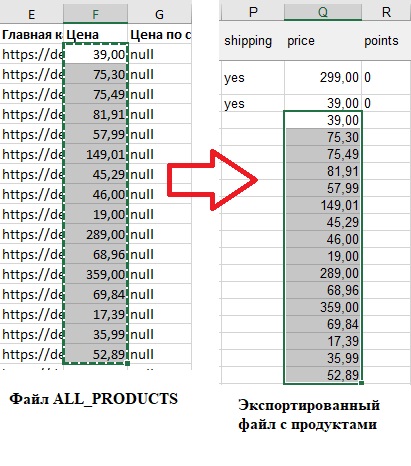 E F G
Главная к Цена Цена по с
https://de 39,00 null
https://de 75,30 null
https://de 75,49 null
https://de 81,91 null
https://de 57,99 null
https://de 149,01 null
https://de 45,29 null
https://de 46,00 null
https://de 19,00 null
https://de 289,00 null
https://de 68,96 null
https://de 359,00 null
https://de 69,84 null
https://de 17,39 null
https://de 35,99 null
https://de 52,89 null
Файл ALL_PRODUCTS
P Q R
shipping price points
yes 299,00 0
yes 39,00 0
39,00
75,30
75,49
81,91
57,99
149,01
45,29
46,00
19,00
289,00
68,96
359,00
69,84
17,39
35,99
52,89
Экспортированный
файл с продуктами